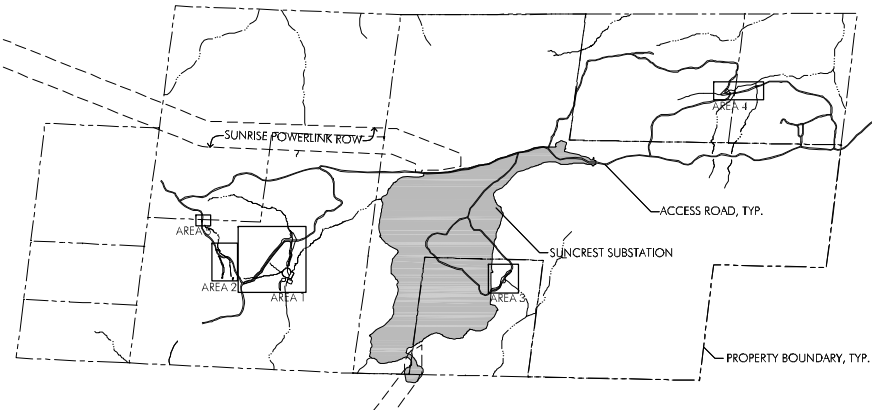 SUNRISE POWERLINK ROW
AREA 4
ACCESS ROAD, TYP.
AREA
SUNCREST SUBSTATION
AREA 2
AREA 1
AREA 3
PROPERTY BOUNDARY, TYP.